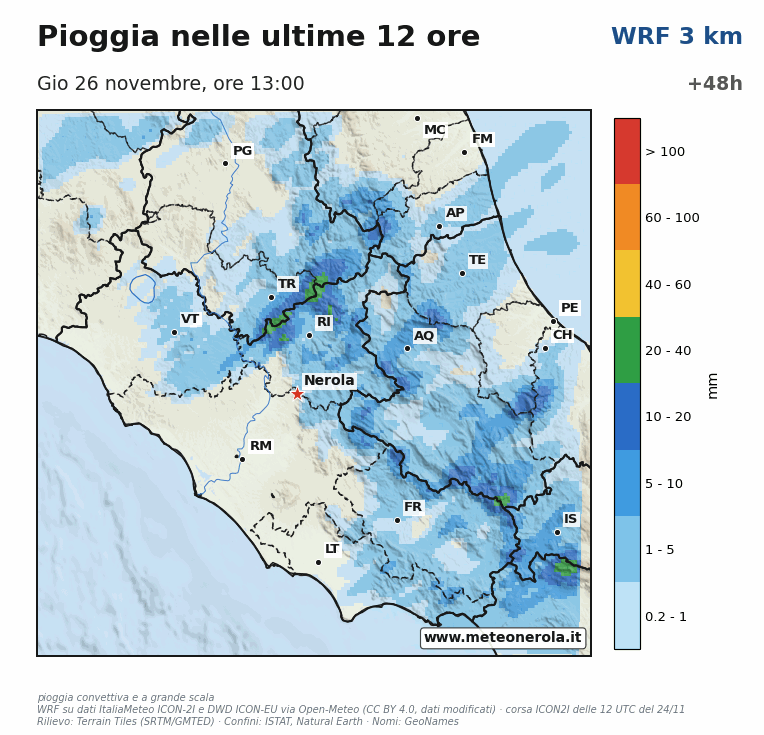 Pioggia nelle ultime 12 ore
WRF 3 km
Gio 26 novembre, ore 13:00
+48h
MC
FM
PG
AP
TE
TR
PE
VT
RI
AQ
CH
Nerola
RM
FR
IS
LT
www.meteonerola.it
> 100
60 - 100
40 - 60
20 - 40
10 - 20
5 - 10
1 - 5
0.2 - 1
mm
pioggia convettiva e a grande scala
WRF su dati ItaliaMeteo ICON-2I e DWD ICON-EU via Open-Meteo (CC BY 4.0, dati modificati) · corsa ICON2I delle 12 UTC del 24/11
Rilievo: Terrain Tiles (SRTM/GMTED) · Confini: ISTAT, Natural Earth · Nomi: GeoNames